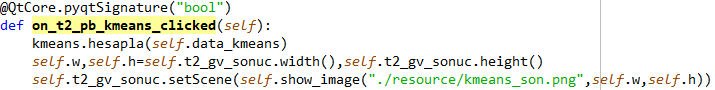 @QtCore.pyqtSignature("bool")
def on_t2_pb_kmeans_clicked(self):
    kmeans.hesapla(self.data_kmeans)
    self.w,self.h=self.t2_gv_sonuc.width(),self.t2_gv_sonuc.height()
    self.t2_gv_sonuc.setScene(self.show_image("./resource/kmeans_son.png",self.w,self.h))